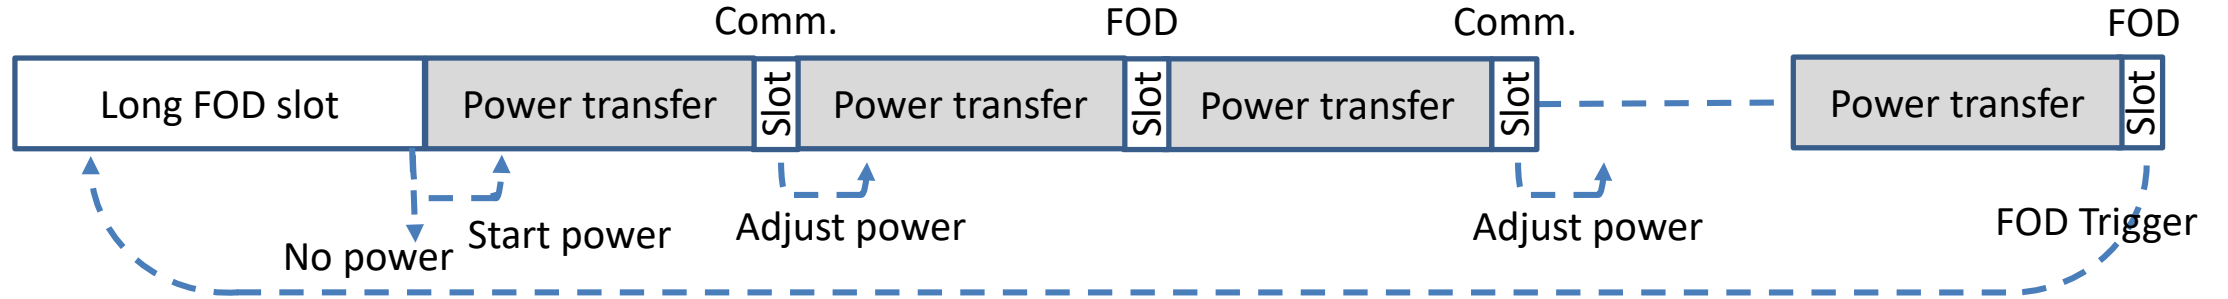 Comm.
FOD
Comm.
FOD
Long FOD slot
Power transfer
Slot
Power transfer
Slot
Power transfer
Slot
Power transfer
Slot
No power
Start power
Adjust power
Adjust power
FOD Trigger